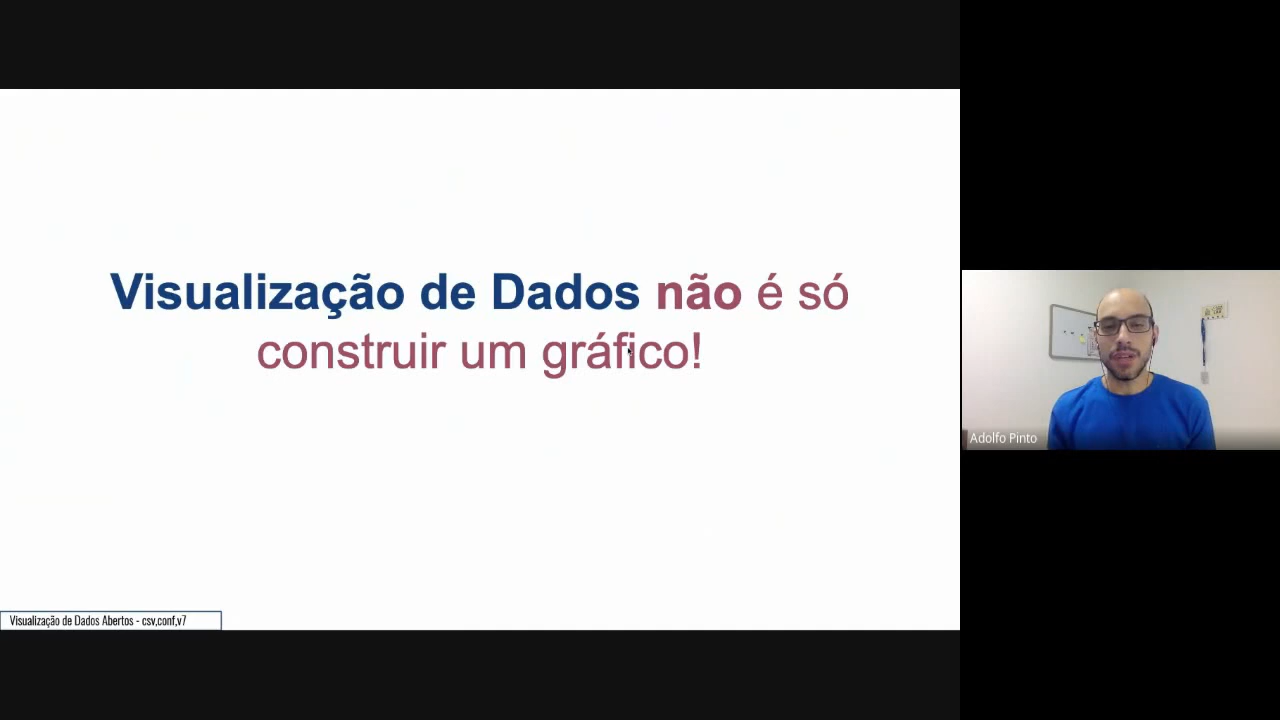 Visualização de Dados não é só
construir um gráfico!
Adolfo Pinto
Visualização de Dados Abertos - csv,conf,v7